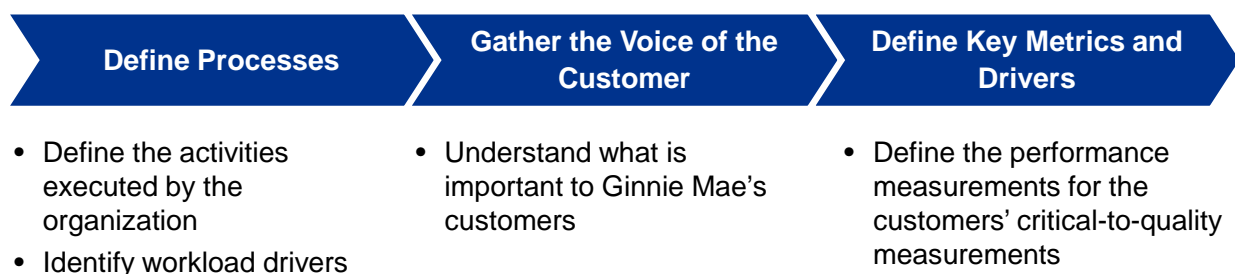 Define Processes
Gather the Voice of the
Customer
Define Key Metrics and
Drivers
• Define the activities
executed by the
organization
• Identify workload drivers
• Understand what is
important to Ginnie Mae’s
customers
• Define the performance
measurements for the
customers’ critical-to-quality
measurements